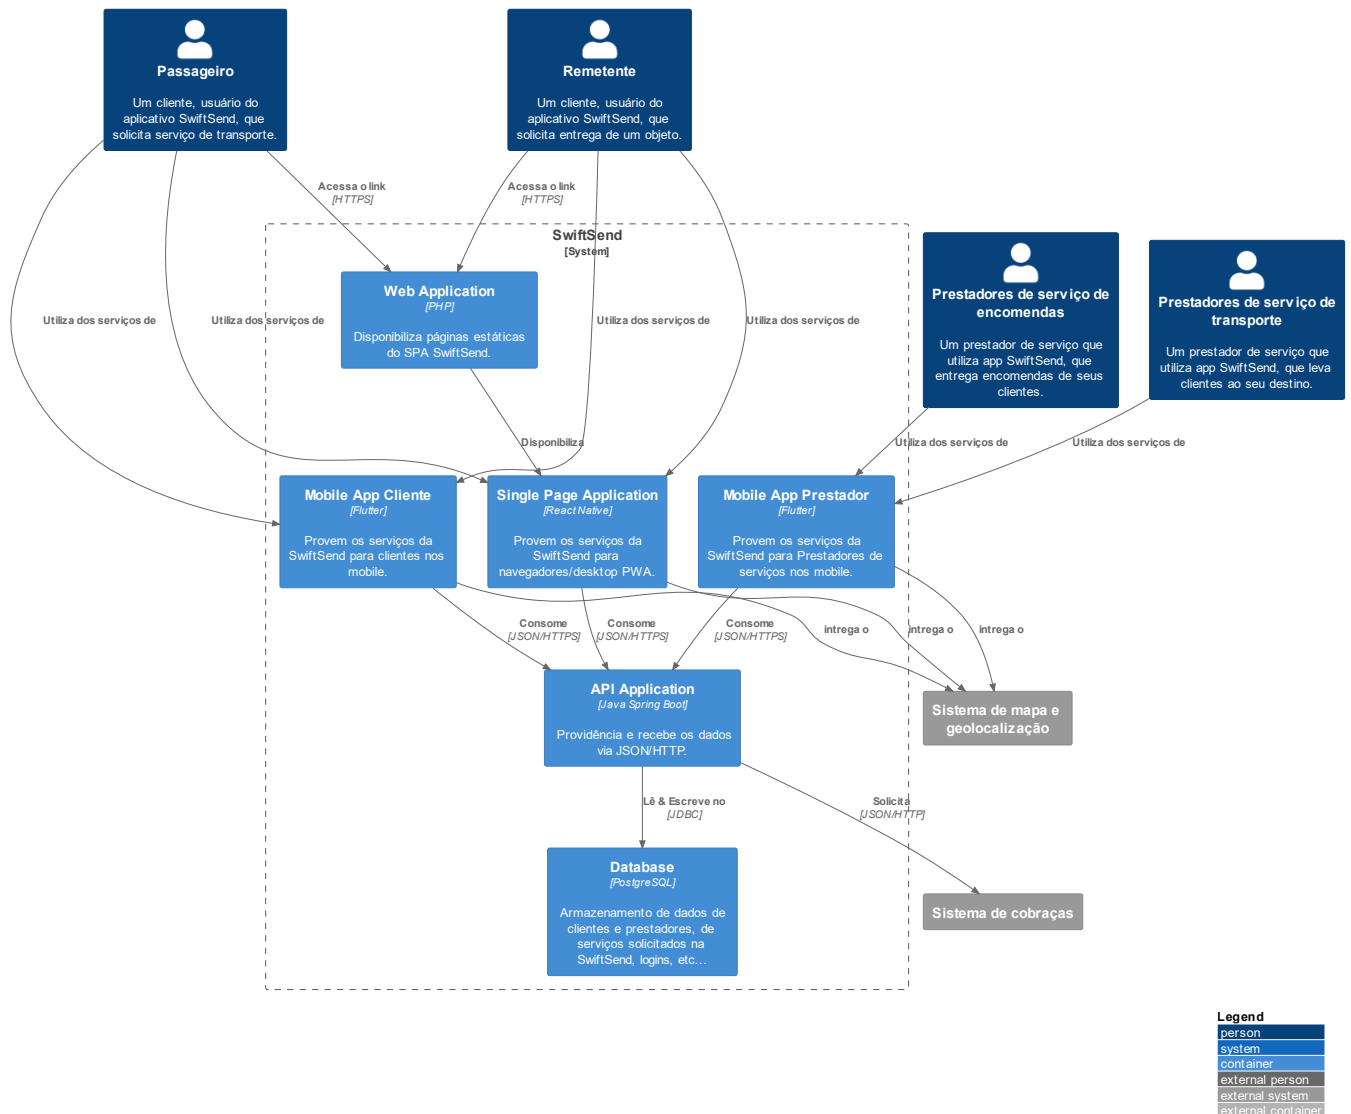 Passageiro
Um cliente, usuário do
aplicativo SwiftSend, que
solicita serviço de transporte.
Remetente
Um cliente, usuário do
aplicativo SwiftSend, que
solicita entrega de um objeto.
Acessa o link
[HTTPS]
Acessa o link
[HTTPS]
SwiftSend
[System]
Web Application
[PHP]
Disponibiliza páginas estáticas
do SPA SwiftSend.
Prestadores de serviço de
encomendas
Um prestador de serviço que
utiliza app SwiftSend, que
entrega encomendas de seus
clientes.
Prestadores de serviço de
transporte
Um prestador de serviço que
utiliza app SwiftSend, que leva
clientes ao seu destino.
Utiliza dos serviços de
Utiliza dos serviços de
Utiliza dos serviços de
Utiliza dos serviços de
Disponibiliza
Utiliza dos serviços de
Utiliza dos serviços de
Mobile App Cliente
[Flutter]
Provem os serviços da
SwiftSend para clientes nos
mobile.
Single Page Application
[React Native]
Provem os serviços da
SwiftSend para
navegadores/desktop PWA.
Mobile App Prestador
[Flutter]
Provem os serviços da
SwiftSend para Prestadores de
serviços nos mobile.
Consome
[JSON/HTTPS]
Consome
[JSON/HTTPS]
Consome
[JSON/HTTPS]
intrega o
intrega o
intrega o
API Application
[Java Spring Boot]
Providência e recebe os dados
via JSON/HTTP.
Sistema de mapa e
geolocalização
Lê & Escreve no
[JDBC]
Solicita
[JSON/HTTP]
Database
[PostgreSQL]
Armazenamento de dados de
clientes e prestadores, de
serviços solicitados na
SwiftSend, logins, etc...
Sistema de cobraças
Legend
person
system
container
external person
external system
external container